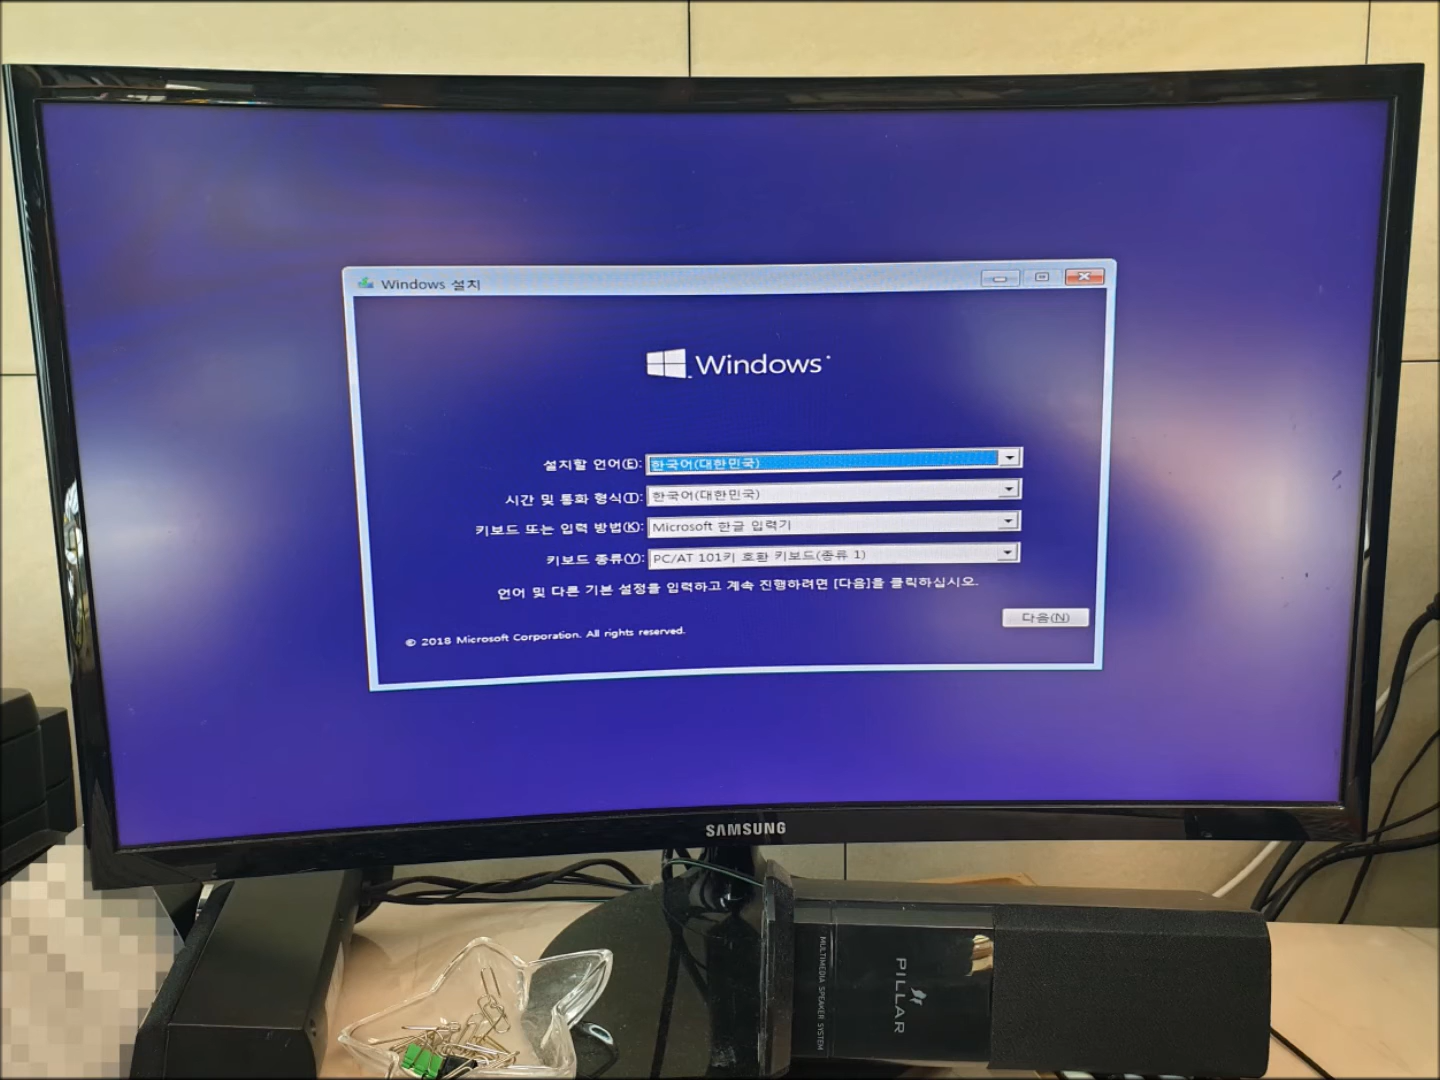 Windows 설치
Windows
설치할 언어(E): 한국어(대한민국)
시간 및 통화 형식(T): 한국어(대한민국)
키보드 또는 입력 방법(K): Microsoft 한글 입력기
키보드 종류(Y): PC/AT 101키 호환 키보드(종류 1)
언어 및 다른 기본 설정을 입력하고 계속 진행하려면 [다음]을 클릭하십시오.
다음(N)
© 2018 Microsoft Corporation. All rights reserved.
SAMSUNG
MULTIMEDIA SPEAKER SYSTEM
PILLAR